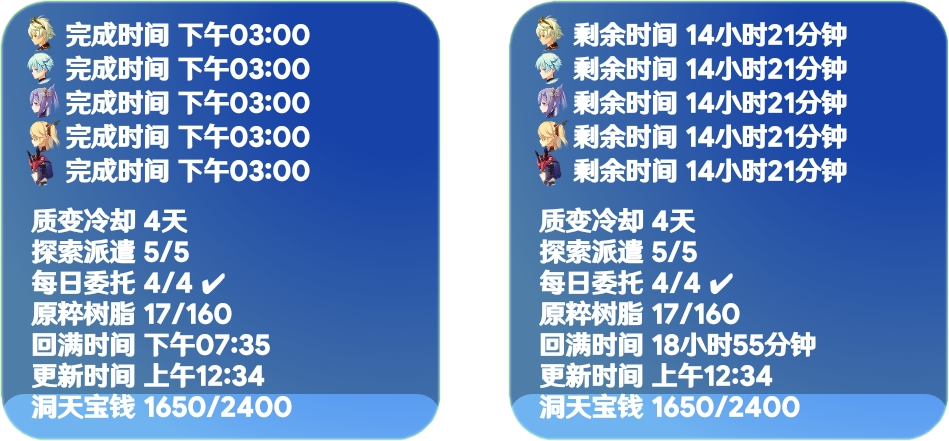 完成时间 下午03:00
完成时间 下午03:00
完成时间 下午03:00
完成时间 下午03:00
完成时间 下午03:00
质变冷却 4天
探索派遣 5/5
每日委托 4/4 ✔
原粹树脂 17/160
回满时间 下午07:35
更新时间 上午12:34
洞天宝钱 1650/2400
剩余时间 14小时21分钟
剩余时间 14小时21分钟
剩余时间 14小时21分钟
剩余时间 14小时21分钟
剩余时间 14小时21分钟
质变冷却 4天
探索派遣 5/5
每日委托 4/4 ✔
原粹树脂 17/160
回满时间 18小时55分钟
更新时间 上午12:34
洞天宝钱 1650/2400